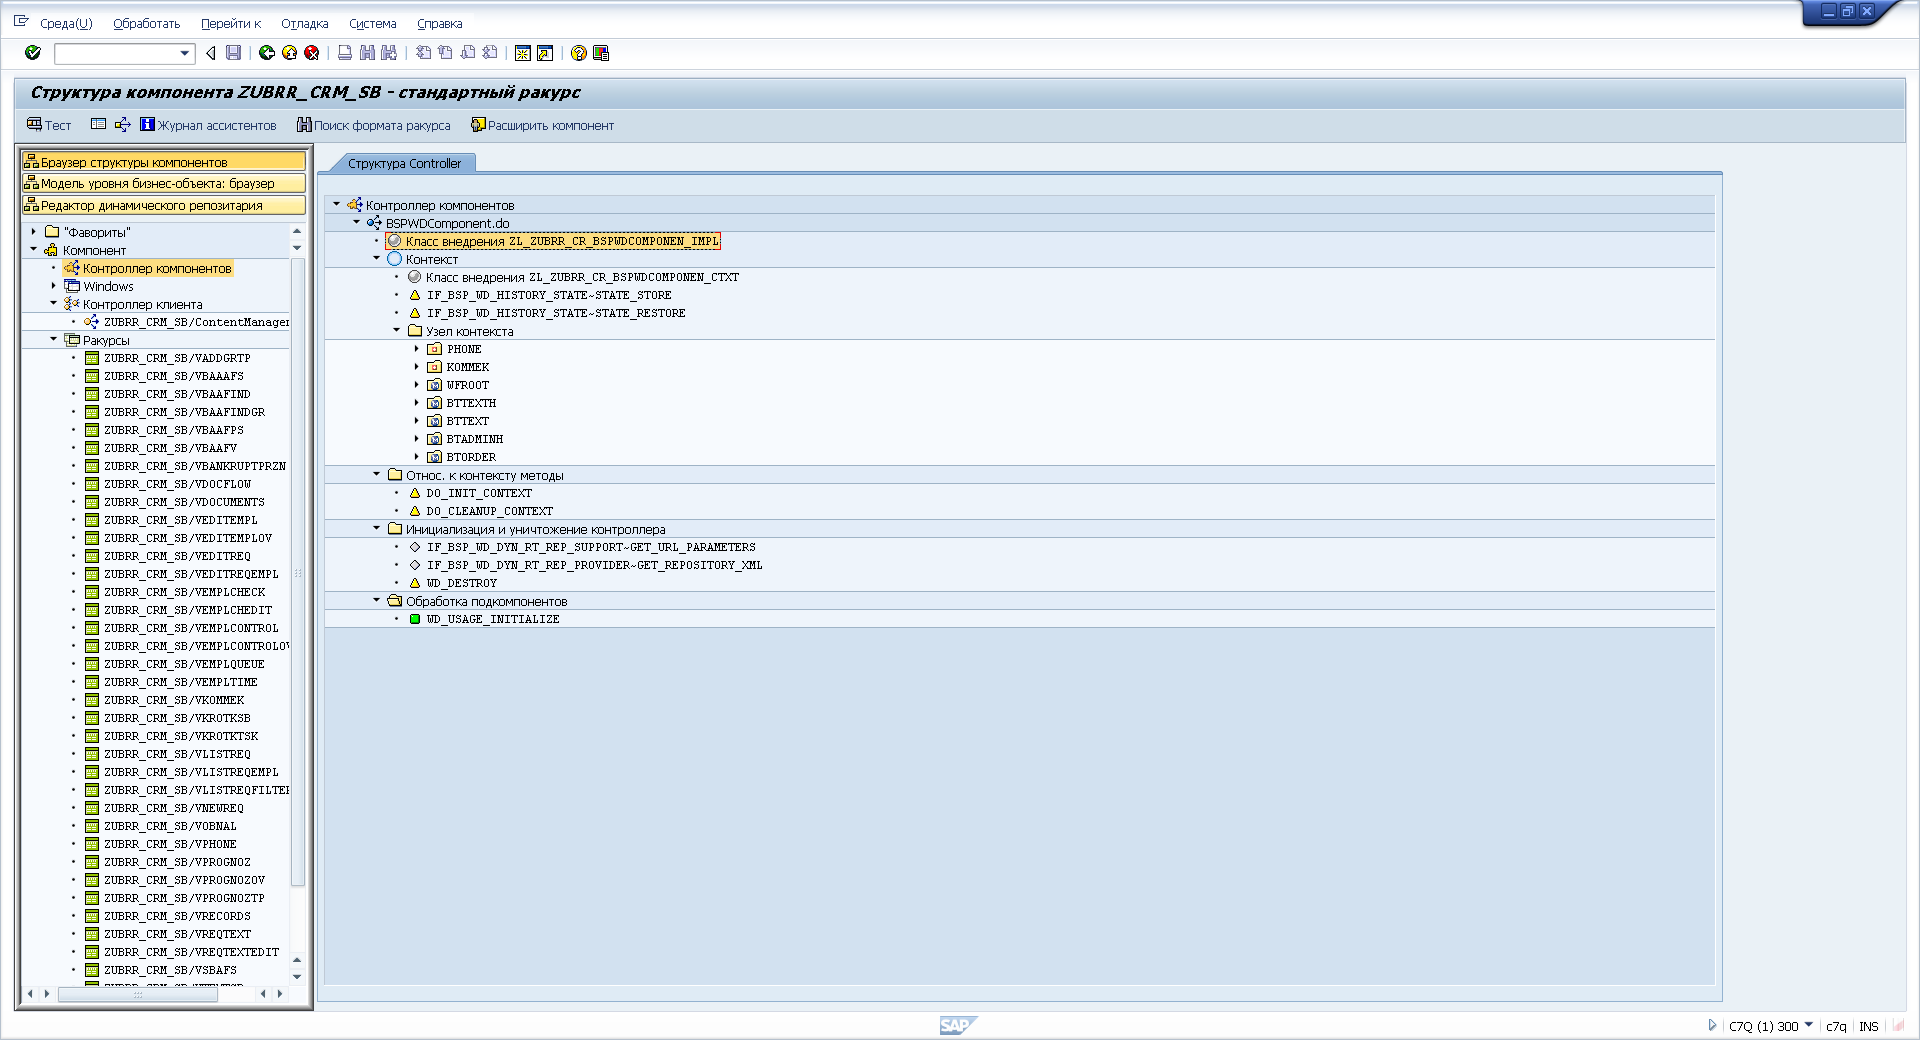 Среда(U) Обработать Перейти к Отладка Система Справка
Структура компонента ZUBRR_CRM_SB - стандартный ракурс
Тест Журнал ассистентов Поиск формата ракурса Расширить компонент
Браузер структуры компонентов
Модель уровня бизнес-объекта: браузер
Редактор динамического репозитария
"Фавориты"
Компонент
Контроллер компонентов
Windows
Контроллер клиента
ZUBRR_CRM_SB/ContentManager
Ракурсы
ZUBRR_CRM_SB/VADDGRTP
ZUBRR_CRM_SB/VBAAAFS
ZUBRR_CRM_SB/VBAAFIND
ZUBRR_CRM_SB/VBAAFINDGR
ZUBRR_CRM_SB/VBAAFPS
ZUBRR_CRM_SB/VBAAFV
ZUBRR_CRM_SB/VBANKRUPTPRZN
ZUBRR_CRM_SB/VDOCFLOW
ZUBRR_CRM_SB/VDOCUMENTS
ZUBRR_CRM_SB/VEDITEMPL
ZUBRR_CRM_SB/VEDITEMPLOV
ZUBRR_CRM_SB/VEDITREQ
ZUBRR_CRM_SB/VEDITREQEMPL
ZUBRR_CRM_SB/VEMPLCHECK
ZUBRR_CRM_SB/VEMPLCHEDIT
ZUBRR_CRM_SB/VEMPLCONTROL
ZUBRR_CRM_SB/VEMPLCONTROLOV
ZUBRR_CRM_SB/VEMPLQUEUE
ZUBRR_CRM_SB/VEMPLTIME
ZUBRR_CRM_SB/VKOMMEK
ZUBRR_CRM_SB/VKROTKSB
ZUBRR_CRM_SB/VKROTKTSK
ZUBRR_CRM_SB/VLISTREQ
ZUBRR_CRM_SB/VLISTREQEMPL
ZUBRR_CRM_SB/VLISTREQFILTER
ZUBRR_CRM_SB/VNEWREQ
ZUBRR_CRM_SB/VOBNAL
ZUBRR_CRM_SB/VPHONE
ZUBRR_CRM_SB/VPROGNOZ
ZUBRR_CRM_SB/VPROGNOZOV
ZUBRR_CRM_SB/VPROGNOZTP
ZUBRR_CRM_SB/VRECORDS
ZUBRR_CRM_SB/VREQTEXT
ZUBRR_CRM_SB/VREQTEXTEDIT
ZUBRR_CRM_SB/VSBAFS
Структура Controller
Контроллер компонентов
BSPWDComponent.do
Класс внедрения ZL_ZUBRR_CR_BSPWDCOMPONEN_IMPL
Контекст
Класс внедрения ZL_ZUBRR_CR_BSPWDCOMPONEN_CTXT
IF_BSP_WD_HISTORY_STATE~STATE_STORE
IF_BSP_WD_HISTORY_STATE~STATE_RESTORE
Узел контекста
PHONE
KOMMEK
WFROOT
BTTEXTH
BTTEXT
BTADMINH
BTORDER
Относ. к контексту методы
DO_INIT_CONTEXT
DO_CLEANUP_CONTEXT
Инициализация и уничтожение контроллера
IF_BSP_WD_DYN_RT_REP_SUPPORT~GET_URL_PARAMETERS
IF_BSP_WD_DYN_RT_REP_PROVIDER~GET_REPOSITORY_XML
WD_DESTROY
Обработка подкомпонентов
WD_USAGE_INITIALIZE
SAP
C7Q (1) 300 c7q INS